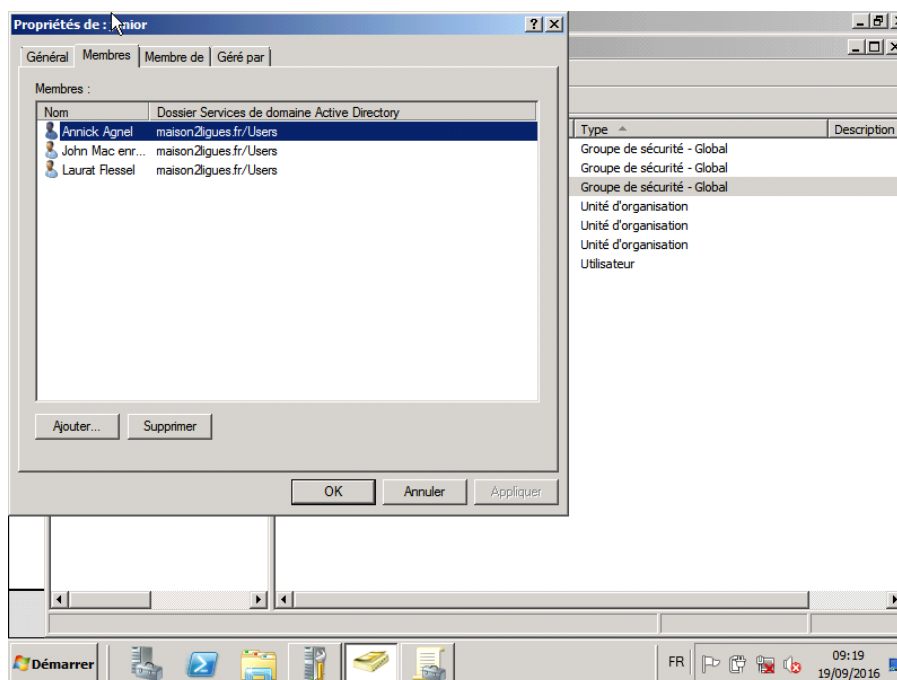 Propriétés de : junior
Général Membres Membre de Géré par
Membres :
Nom Dossier Services de domaine Active Directory
Annick Agnel maison2ligues.fr/Users
John Mac enr... maison2ligues.fr/Users
Laurat Flessel maison2ligues.fr/Users
Ajouter... Supprimer
OK Annuler Appliquer
Type Description
Groupe de sécurité - Global
Groupe de sécurité - Global
Groupe de sécurité - Global
Unité d'organisation
Unité d'organisation
Unité d'organisation
Utilisateur
Démarrer
FR
09:19
19/09/2016